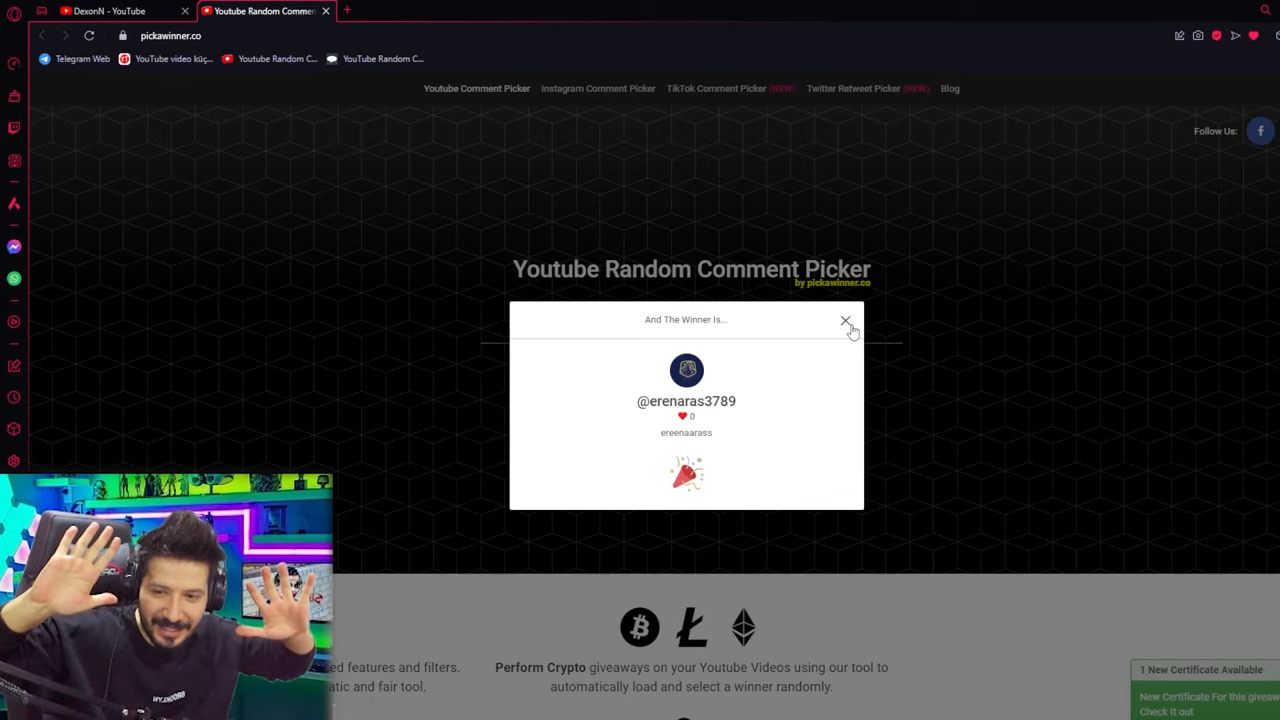 DexonN - YouTube
Youtube Random Commen
pickawinner.co
Telegram Web
YouTube video küç...
Youtube Random C...
YouTube Random C...
Youtube Comment Picker
Instagram Comment Picker
TikTok Comment Picker (NEW)
Twitter Retweet Picker (NEW)
Blog
Follow Us:
Youtube Random Comment Picker
by pickawinner.co
And The Winner Is...
@erenaras3789
0
ereenaarass
ed features and filters.
atic and fair tool.
Perform Crypto giveaways on your Youtube Videos using our tool to
automatically load and select a winner randomly.
1 New Certificate Available
New Certificate For this giveaw
Check It out